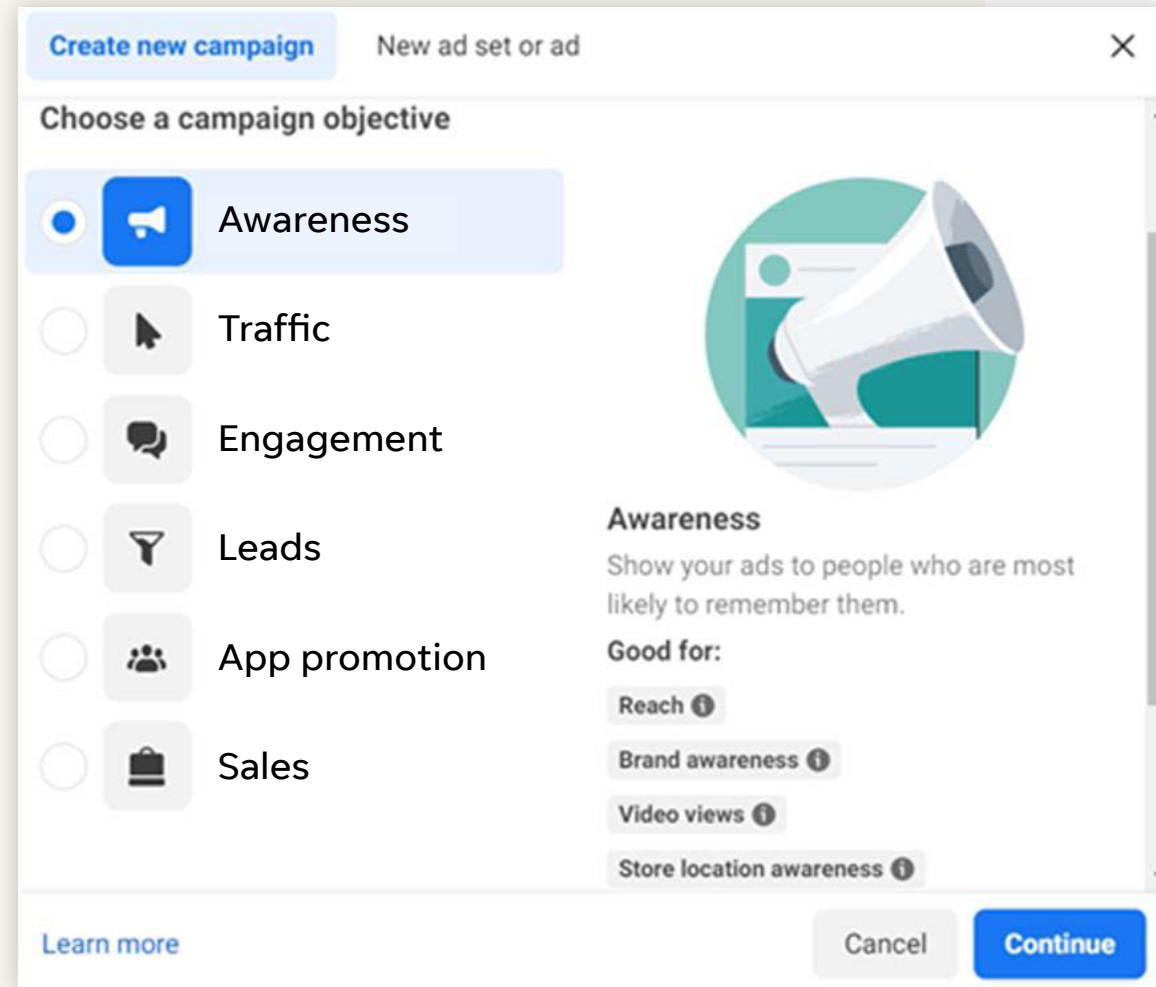 Create new campaign New ad set or ad
Choose a campaign objective
Awareness
Traffic
Engagement
Leads
App promotion
Sales
Awareness
Show your ads to people who are most
likely to remember them.
Good for:
Reach
Brand awareness
Video views
Store location awareness
Learn more
Cancel
Continue